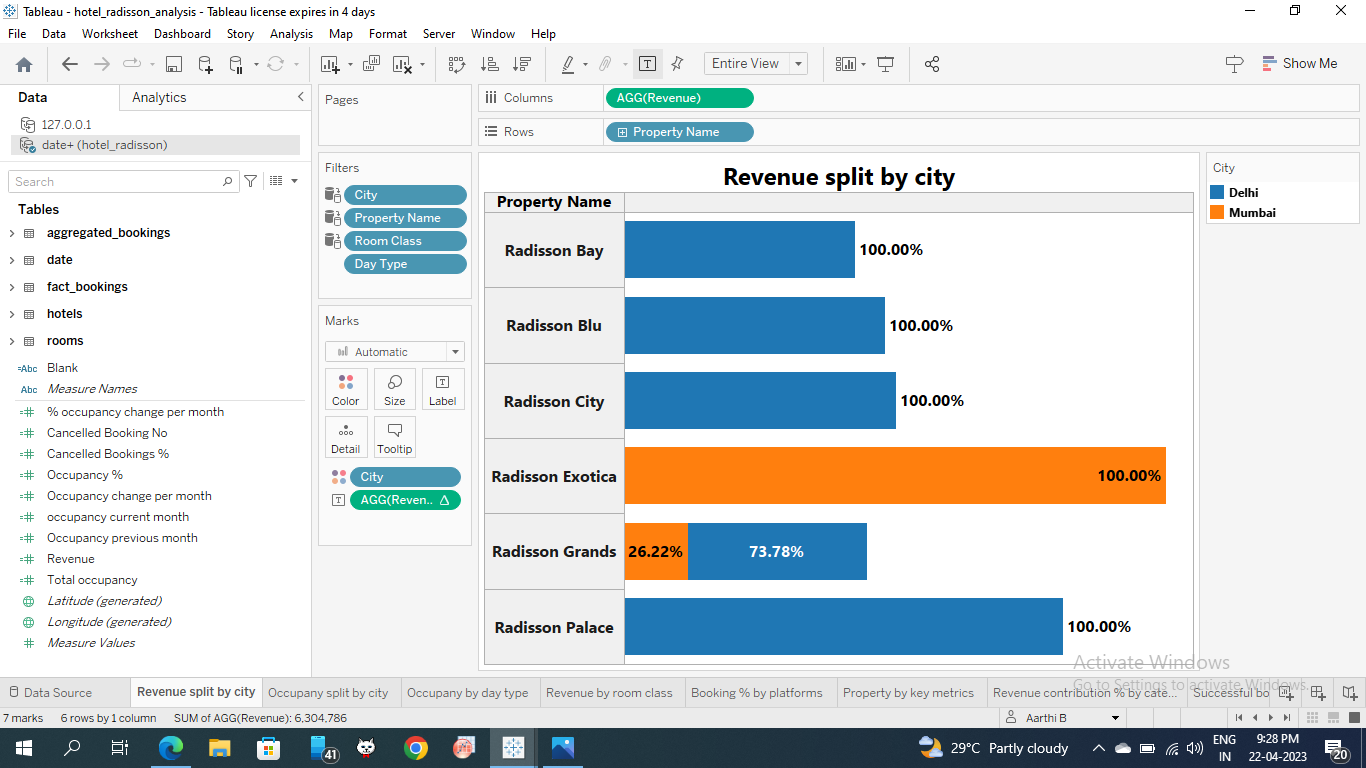 Tableau - hotel_radisson_analysis - Tableau license expires in 4 days
File Data Worksheet Dashboard Story Analysis Map Format Server Window Help
Entire View
Show Me
Data Analytics
127.0.0.1
date+ (hotel_radisson)
Search
Tables
aggregated_bookings
date
fact_bookings
hotels
rooms
=Abc Blank
Abc Measure Names
=# % occupancy change per month
=# Cancelled Booking No
=# Cancelled Bookings %
=# Occupancy %
=# Occupancy change per month
=# occupancy current month
=# Occupancy previous month
=# Revenue
=# Total occupancy
Latitude (generated)
Longitude (generated)
# Measure Values
Pages
Filters
City
Property Name
Room Class
Day Type
Marks
Automatic
Color Size Label
Detail Tooltip
City
AGG(Reven.. Δ
Columns AGG(Revenue)
Rows Property Name
Revenue split by city
Property Name
Radisson Bay 100.00%
Radisson Blu 100.00%
Radisson City 100.00%
Radisson Exotica 100.00%
Radisson Grands 26.22% 73.78%
Radisson Palace 100.00%
City
Delhi
Mumbai
Activate Windows
Go to Settings to activate Windows.
Data Source Revenue split by city Occupany split by city Occupany by day type Revenue by room class Booking % by platforms Property by key metrics Revenue contribution % by cate... Successful bo
7 marks 6 rows by 1 column SUM of AGG(Revenue): 6,304,786
Aarthi B
41
29°C Partly cloudy
ENG
IN
9:28 PM
22-04-2023
20